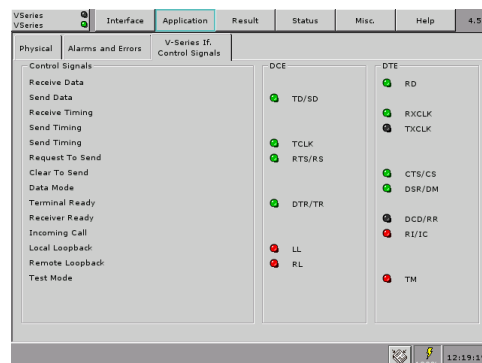 VSeries
VSeries
Interface Application Result Status Misc. Help 4.5
Physical Alarms and Errors V-Series If. Control Signals
Control Signals DCE DTE
Receive Data RD
Send Data TD/SD
Receive Timing RXCLK
Send Timing TXCLK
Send Timing TCLK
Request To Send RTS/RS
Clear To Send CTS/CS
Data Mode DSR/DM
Terminal Ready DTR/TR
Receiver Ready DCD/RR
Incoming Call RI/IC
Local Loopback LL
Remote Loopback RL
Test Mode TM